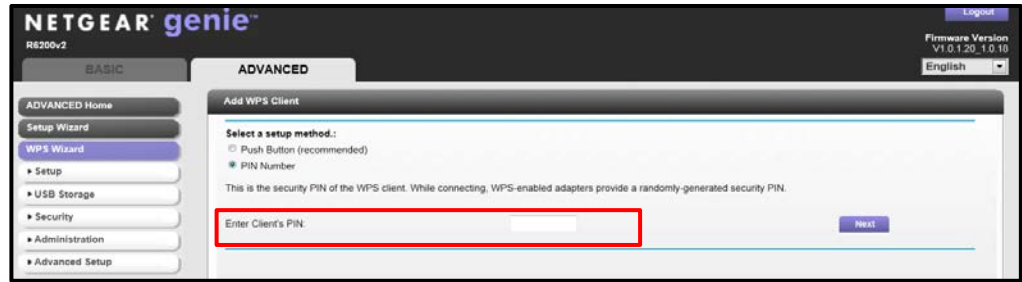 NETGEAR® genie™
Logout
R6200v2
Firmware Version
V1.0.1.20_1.0.18
BASIC
ADVANCED
English
ADVANCED Home
Setup Wizard
WPS Wizard
Setup
USB Storage
Security
Administration
Advanced Setup
Add WPS Client
Select a setup method.:
Push Button (recommended)
PIN Number
This is the security PIN of the WPS client. While connecting, WPS-enabled adapters provide a randomly-generated security PIN.
Enter Client's PIN:
Next